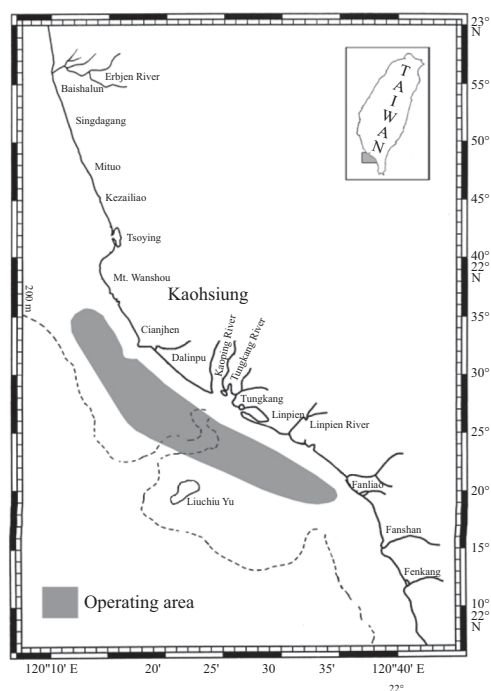 23°
N
Erbjen River
Baishalun
55'
TAIWAN
Singdagang
50'
Mituo
Kezailiao
45'
Tsoying
40'
22°
N
Mt. Wanshou
Kaohsiung
200 m
35'
Cianjhen
Kaoping River
Tungkang River
Dalinpu
30'
Tungkang
Linpien
Linpien River
25'
Fanliao
20'
Liuchiu Yu
Fanshan
15'
Fenkang
Operating area
10'
22°
N
120°10' E
20'
25'
30
35'
120°40' E
22°